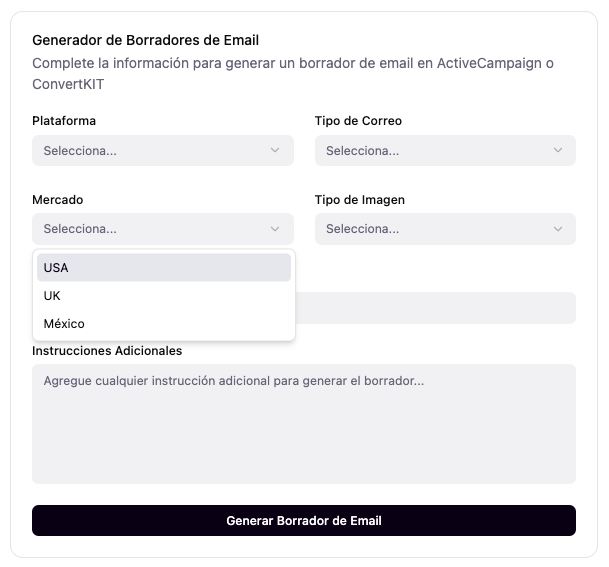 Generador de Borradores de Email
Complete la información para generar un borrador de email en ActiveCampaign o
ConvertKIT
Plataforma
Tipo de Correo
Selecciona...
Selecciona...
Mercado
Tipo de Imagen
Selecciona...
Selecciona...
USA
UK
México
Instrucciones Adicionales
Agregue cualquier instrucción adicional para generar el borrador...
Generar Borrador de Email